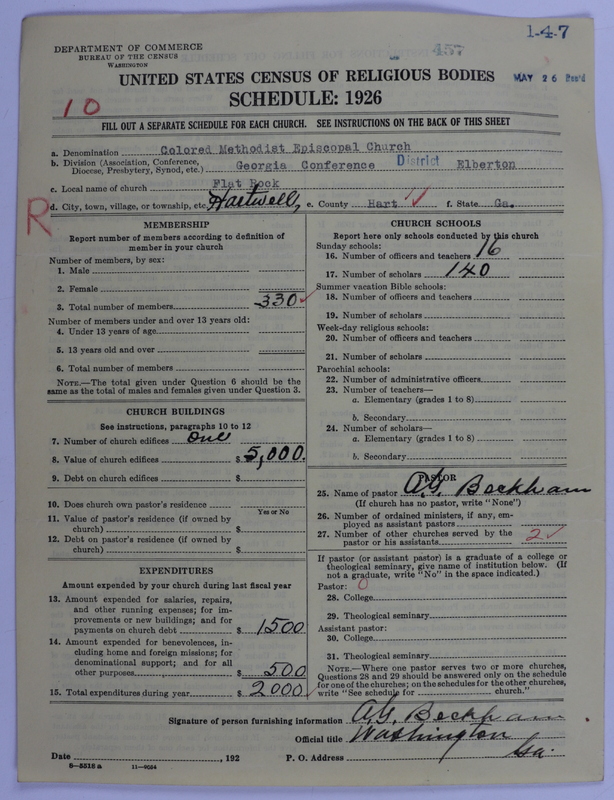 1-4-7
457
DEPARTMENT OF COMMERCE
BUREAU OF THE CENSUS
WASHINGTON
MAY 26 Rec'd
UNITED STATES CENSUS OF RELIGIOUS BODIES
SCHEDULE: 1926
10
FILL OUT A SEPARATE SCHEDULE FOR EACH CHURCH. SEE INSTRUCTIONS ON THE BACK OF THIS SHEET
a. Denomination Colored Methodist Episcopal Church
b. Division (Association, Conference, Diocese, Presbytery, Synod, etc.) Georgia Conference District Elberton
c. Local name of church Flat Rock
d. City, town, village, or township, etc. Hartwell, e. County Hart f. State Ga.
R
MEMBERSHIP
Report number of members according to definition of
member in your church
Number of members, by sex:
1. Male
2. Female
3. Total number of members 330
Number of members under and over 13 years old:
4. Under 13 years of age
5. 13 years old and over
6. Total number of members
NOTE.—The total given under Question 6 should be the
same as the total of males and females given under Question 3.
CHURCH BUILDINGS
See instructions, paragraphs 10 to 12
7. Number of church edifices one
8. Value of church edifices $ 5,000.
9. Debt on church edifices $
10. Does church own pastor's residence
Yes or No
11. Value of pastor's residence (if owned by
church) $
12. Debt on pastor's residence (if owned by
church) $
EXPENDITURES
Amount expended by your church during last fiscal year
13. Amount expended for salaries, repairs,
and other running expenses; for im-
provements or new buildings; and for
payments on church debt $ 1500
14. Amount expended for benevolences, in-
cluding home and foreign missions; for
denominational support; and for all
other purposes $ 500
15. Total expenditures during year $ 2000
CHURCH SCHOOLS
Report here only schools conducted by this church
Sunday schools:
16. Number of officers and teachers 16
17. Number of scholars 140
Summer vacation Bible schools:
18. Number of officers and teachers
19. Number of scholars
Week-day religious schools:
20. Number of officers and teachers
21. Number of scholars
Parochial schools:
22. Number of administrative officers
23. Number of teachers—
a. Elementary (grades 1 to 8)
b. Secondary
24. Number of scholars—
a. Elementary (grades 1 to 8)
b. Secondary
PASTOR
25. Name of pastor A.G. Beckham
(If church has no pastor, write "None")
26. Number of ordained ministers, if any, em-
ployed as assistant pastors
27. Number of other churches served by the
pastor or his assistants 2
If pastor (or assistant pastor) is a graduate of a college or
theological seminary, give name of institution below. (If
not a graduate, write "No" in the space indicated.)
Pastor: 0
28. College
29. Theological seminary
Assistant pastor:
30. College
31. Theological seminary
NOTE.—Where one pastor serves two or more churches,
Questions 28 and 29 should be answered only on the schedule
for one of the churches; on the schedules for the other churches,
write "See schedule for church."
Signature of person furnishing information A.G. Beckham
Official title Washington
Date , 192 P. O. Address Ga.
8—5518 a 11—9054